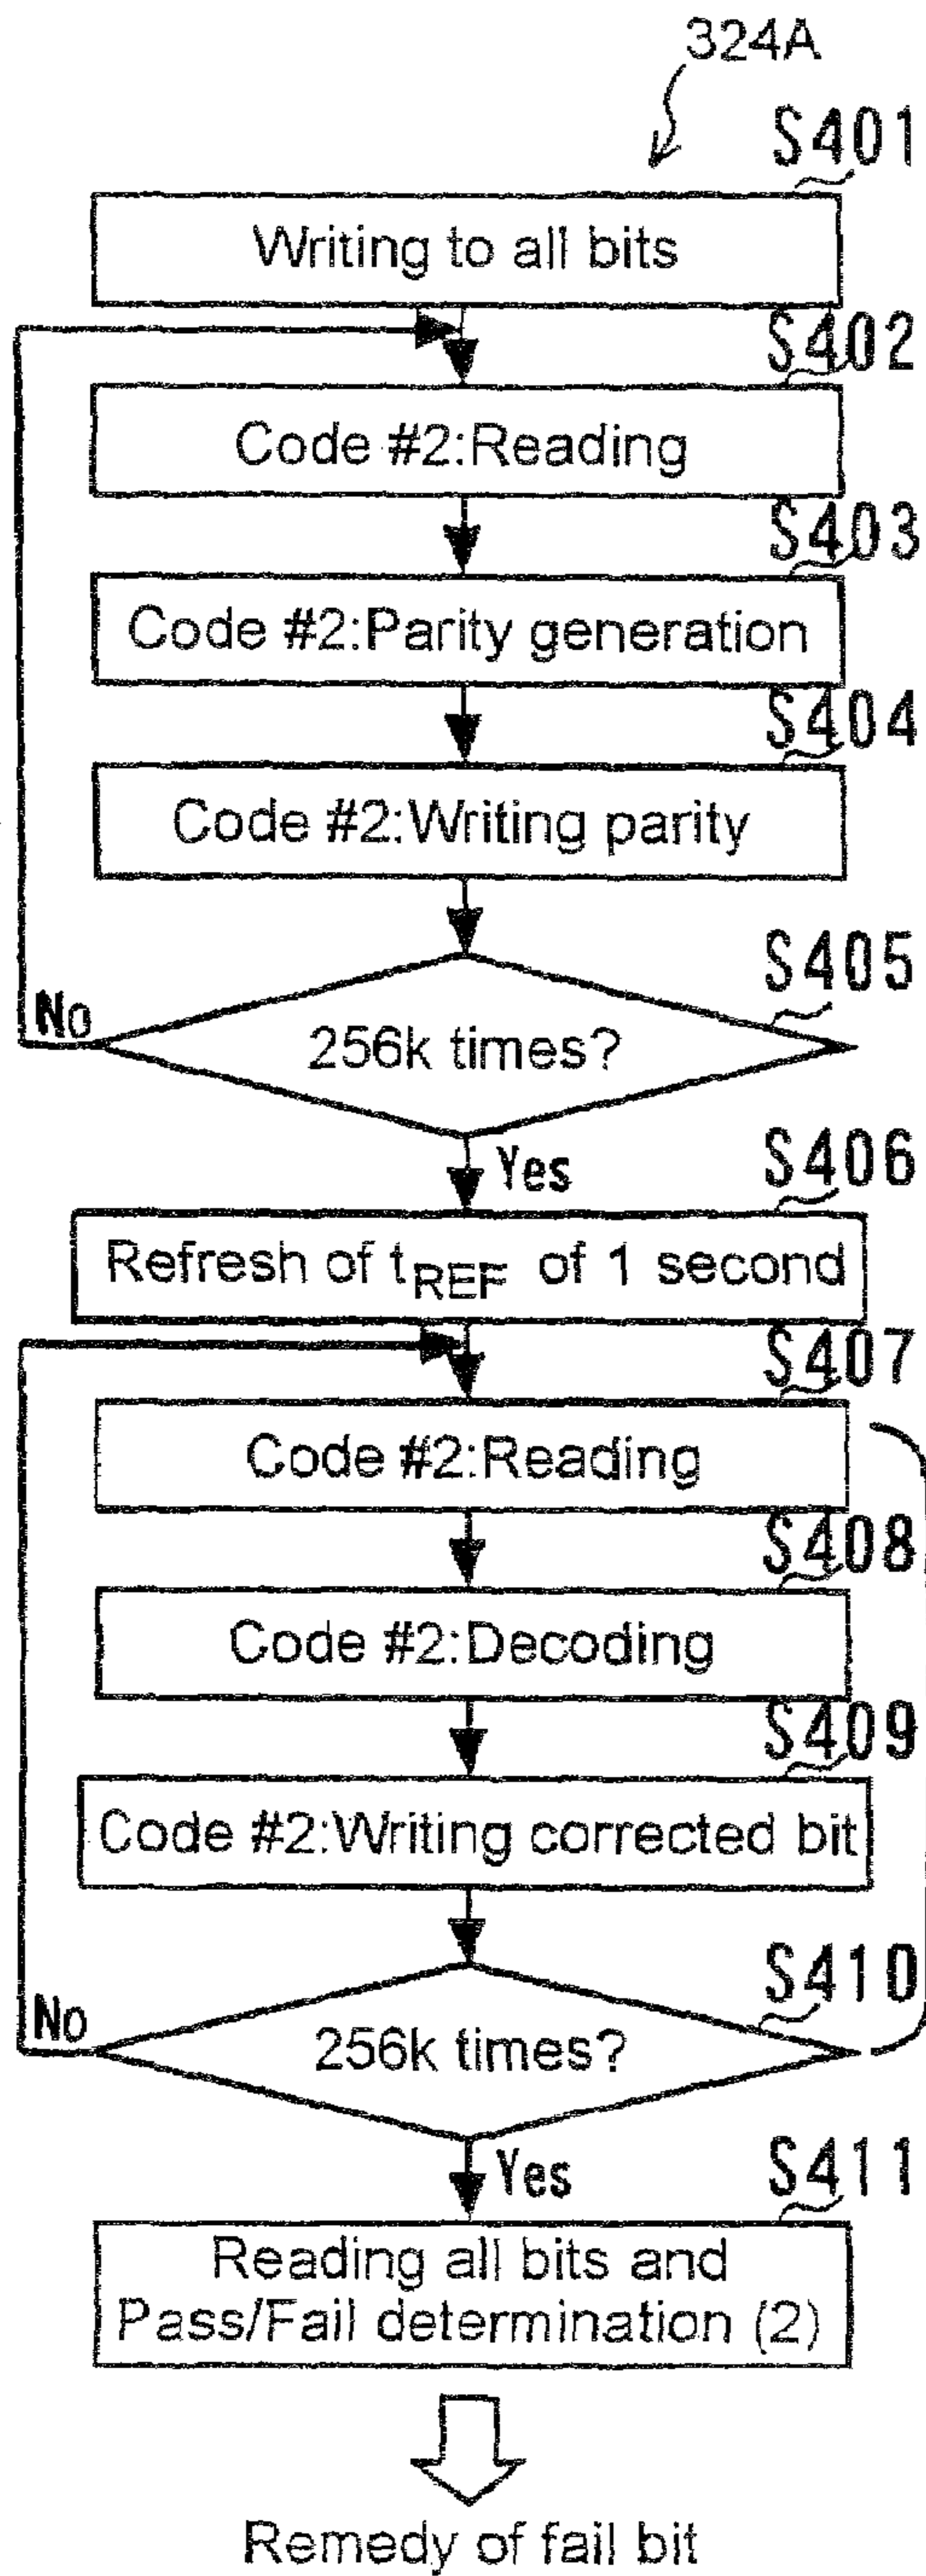 324A
S401
Writing to all bits
S402
Code #2:Reading
S403
Code #2:Parity generation
S404
Code #2:Writing parity
S405
No
256k times?
Yes
S406
Refresh of tREF of 1 second
S407
Code #2:Reading
S408
Code #2:Decoding
S409
Code #2:Writing corrected bit
S410
No
256k times?
Yes
S411
Reading all bits and
Pass/Fail determination (2)
Remedy of fail bit